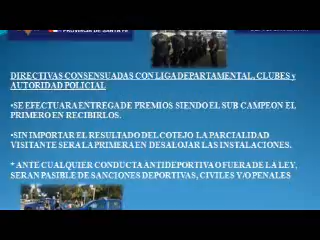 PROVINCIA DE SANTA FE
DIRECTIVAS CONSENSUADAS CON LIGA DEPARTAMENTAL, CLUBES y
AUTORIDAD POLICIAL
•SE EFECTUARA ENTREGA DE PREMIOS SIENDO EL SUB CAMPEON EL
PRIMERO EN RECIBIRLOS.
•SIN IMPORTAR EL RESULTADO DEL COTEJO LA PARCIALIDAD
VISITANTE SERA LA PRIMERA EN DESALOJAR LAS INSTALACIONES.
* ANTE CUALQUIER CONDUCTA ANTIDEPORTIVA O FUERA DE LA LEY,
SERAN PASIBLE DE SANCIONES DEPORTIVAS, CIVILES Y/O PENALES